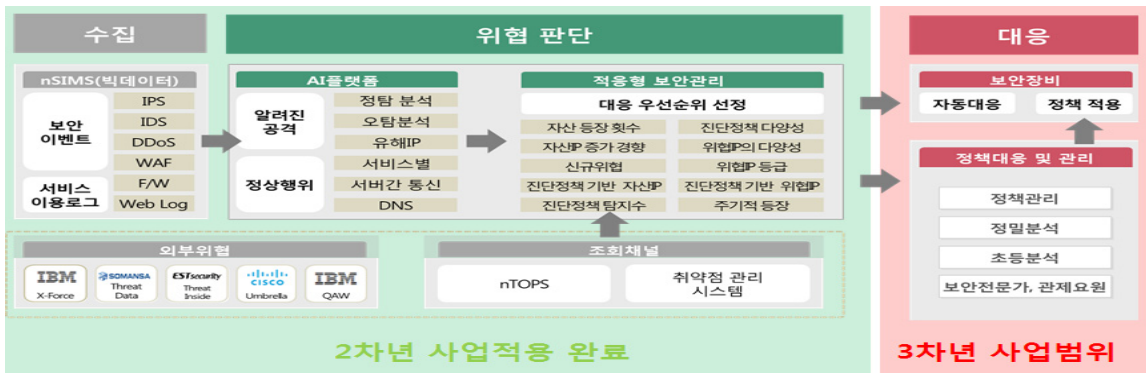 수집
위협 판단
대응
nSIMS(빅데이터)
보안
이벤트
IPS
IDS
DDoS
WAF
서비스
이용로그
F/W
Web Log
AI플랫폼
알려진
공격
정탐 분석
오탐분석
유해IP
정상행위
서비스별
서버간 통신
DNS
적응형 보안관리
대응 우선순위 선정
자산 등장 횟수
진단정책 다양성
자산IP 증가 경향
위협IP의 다양성
신규위협
위협IP 등급
진단정책 기반 자산IP
진단정책 기반 위협IP
진단정책 탐지수
주기적 등장
보안장비
자동대응
정책 적용
정책대응 및 관리
정책관리
정밀분석
초등분석
보안전문가, 관제요원
외부위협
IBM
X-Force
SOMANSA
Threat
Data
ESTsecurity
Threat
Inside
CISCO
Umbrella
IBM
QAW
조회채널
nTOPS
취약점 관리
시스템
2차년 사업적용 완료
3차년 사업범위